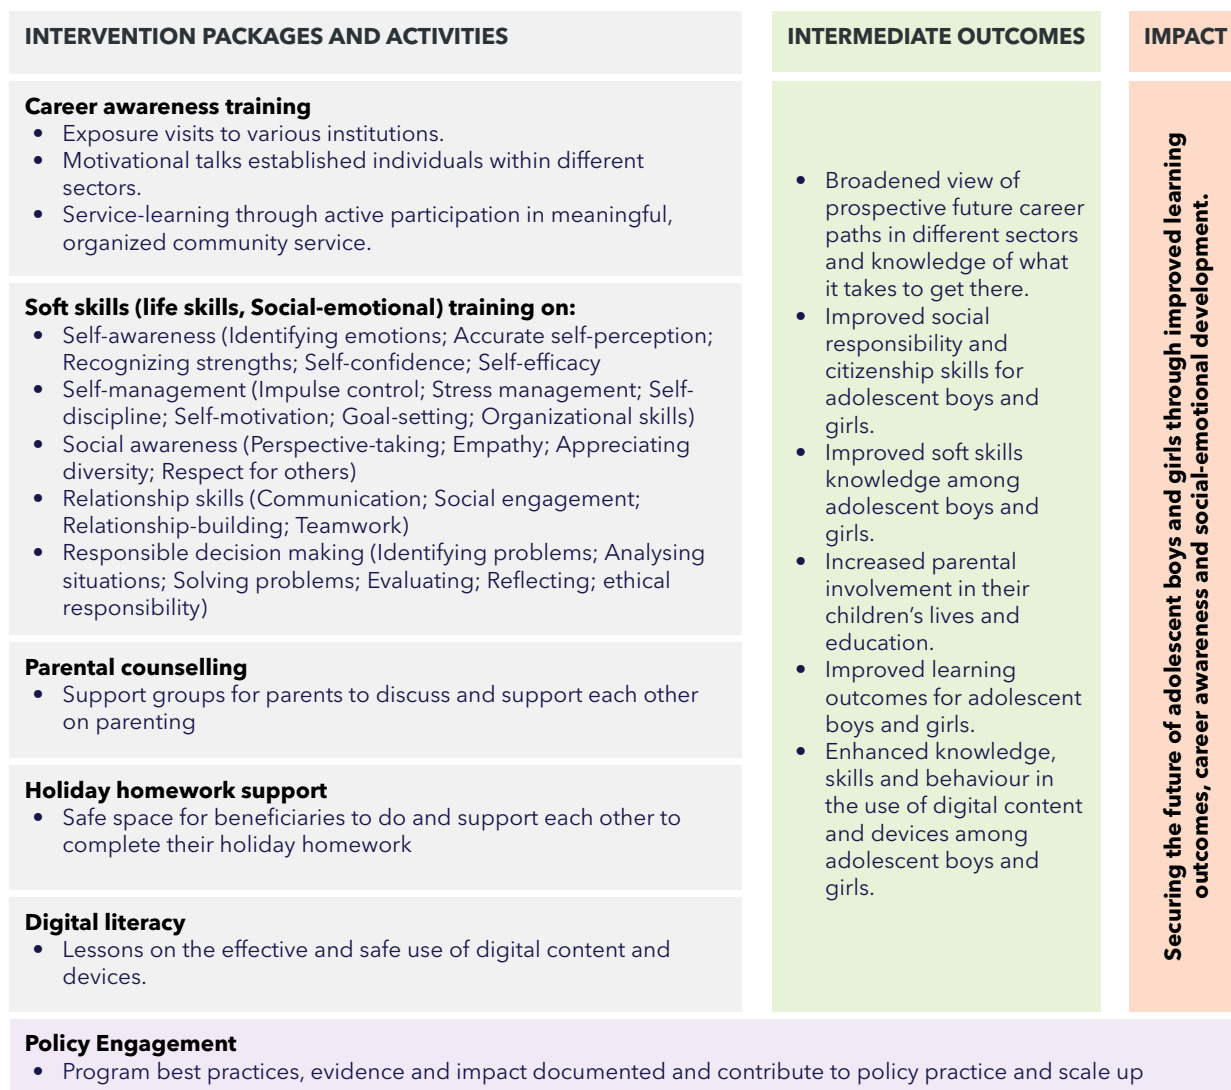 INTERVENTION PACKAGES AND ACTIVITIES
Career awareness training
• Exposure visits to various institutions.
• Motivational talks established individuals within different
sectors.
• Service-learning through active participation in meaningful,
organized community service.
Soft skills (life skills, Social-emotional) training on:
• Self-awareness (Identifying emotions; Accurate self-perception;
Recognizing strengths; Self-confidence; Self-efficacy
• Self-management (Impulse control; Stress management; Self-
discipline; Self-motivation; Goal-setting; Organizational skills)
• Social awareness (Perspective-taking; Empathy; Appreciating
diversity; Respect for others)
• Relationship skills (Communication; Social engagement;
Relationship-building; Teamwork)
• Responsible decision making (Identifying problems; Analysing
situations; Solving problems; Evaluating; Reflecting; ethical
responsibility)
Parental counselling
• Support groups for parents to discuss and support each other
on parenting
Holiday homework support
• Safe space for beneficiaries to do and support each other to
complete their holiday homework
Digital literacy
• Lessons on the effective and safe use of digital content and
devices.
INTERMEDIATE OUTCOMES
• Broadened view of
prospective future career
paths in different sectors
and knowledge of what
it takes to get there.
• Improved social
responsibility and
citizenship skills for
adolescent boys and
girls.
• Improved soft skills
knowledge among
adolescent boys and
girls.
• Increased parental
involvement in their
children’s lives and
education.
• Improved learning
outcomes for adolescent
boys and girls.
• Enhanced knowledge,
skills and behaviour in
the use of digital content
and devices among
adolescent boys and
girls.
IMPACT
Securing the future of adolescent boys and girls through improved learning
outcomes, career awareness and social-emotional development.
Policy Engagement
• Program best practices, evidence and impact documented and contribute to policy practice and scale up